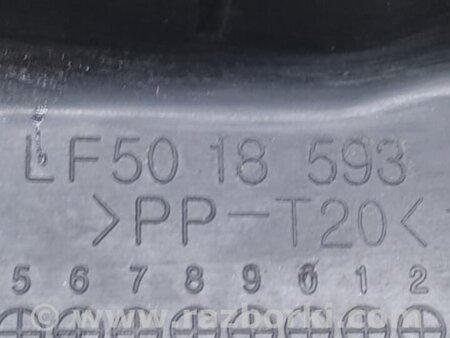 LF50 18 593
>PP-T20<
5 6 7 8 9 0 1 2
© www.razborki.com